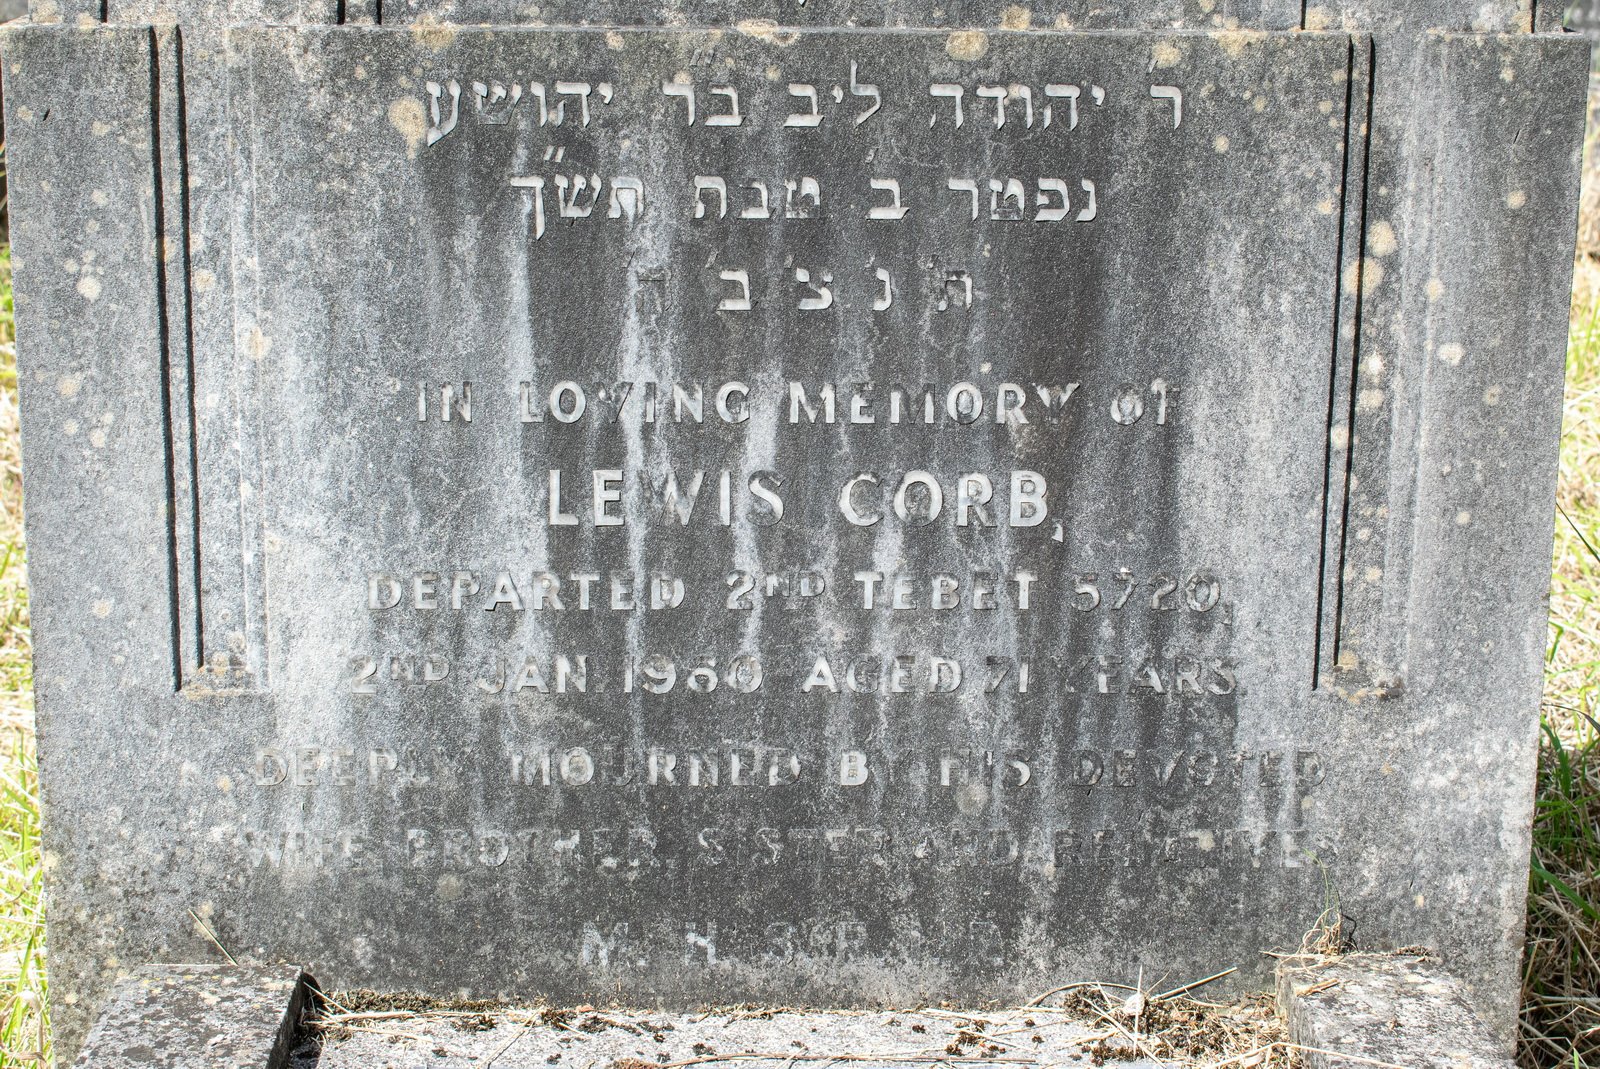 ר׳ יהודה ליב ב״ר יהושע
נפטר ב׳ טבת תש״ך
ת׳ נ׳ צ׳ ב׳ ה׳
IN LOVING MEMORY OF
LEWIS CORB,
DEPARTED 2ND TEBET 5720,
2ND JAN. 1960 AGED 71 YEARS.
DEEPLY MOURNED BY HIS DEVOTED
WIFE, BROTHER, SISTER AND RELATIVES
M. H. S. R. I. P.